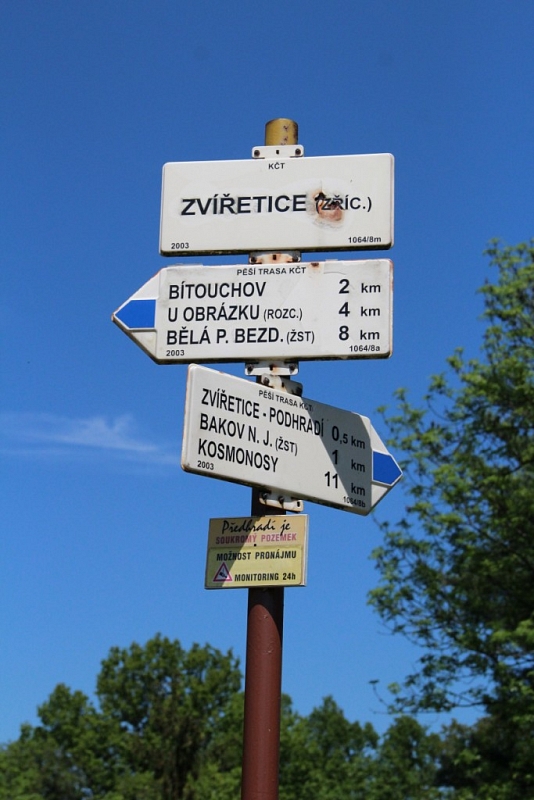 KČT
ZVÍŘETICE (ZŘÍC.)
2003 1064/8m
PĚŠÍ TRASA KČT
BÍTOUCHOV 2 km
U OBRÁZKU (ROZC.) 4 km
BĚLÁ P. BEZD. (ŽST) 8 km
2003 1064/8a
PĚŠÍ TRASA KČT
ZVÍŘETICE - PODHRADÍ 0,5 km
BAKOV N. J. (ŽST) 1 km
KOSMONOSY 11 km
2003 1064/8b
Předhradí je
SOUKROMÝ POZEMEK
MOŽNOST PRONÁJMU
MONITORING 24h